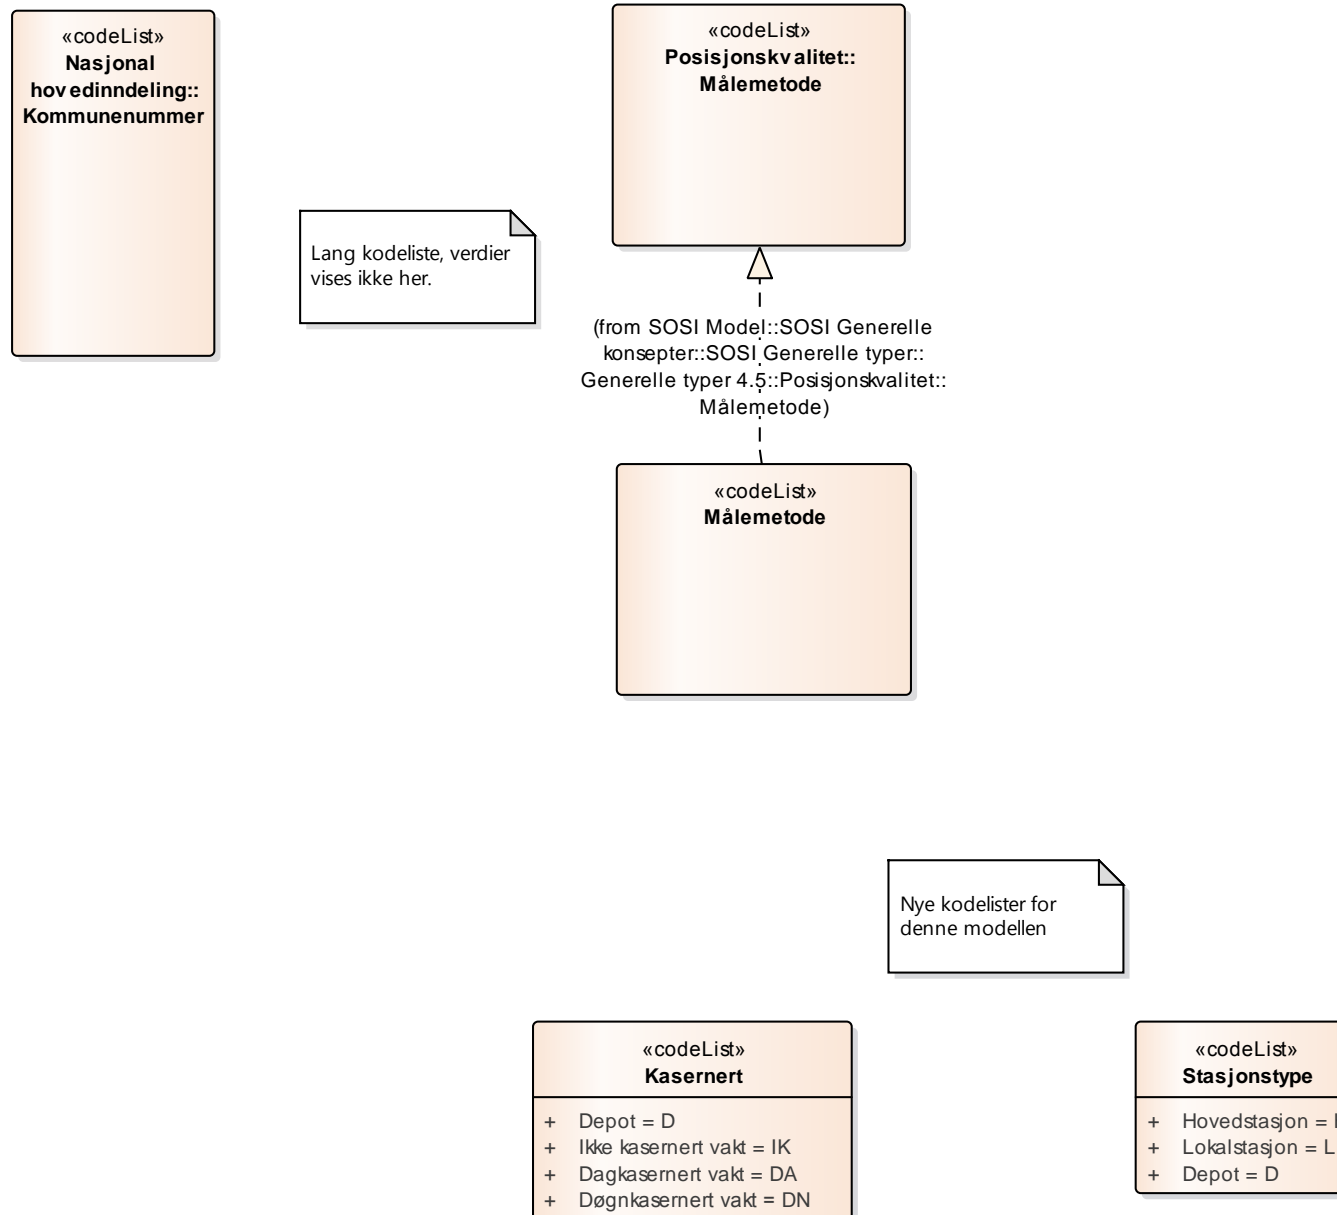 «codeList»
Nasjonal
hovedinndeling::
Kommunenummer
«codeList»
Posisjonskvalitet::
Målemetode
Lang kodeliste, verdier
vises ikke her.
(from SOSI Model::SOSI Generelle
konsepter::SOSI Generelle typer::
Generelle typer 4.5::Posisjonskvalitet::
Målemetode)
«codeList»
Målemetode
Nye kodelister for
denne modellen
«codeList»
Kasernert
+ Depot = D
+ Ikke kasernert vakt = IK
+ Dagkasernert vakt = DA
+ Døgnkasernert vakt = DN
«codeList»
Stasjonstype
+ Hovedstasjon =
+ Lokalstasjon = L
+ Depot = D